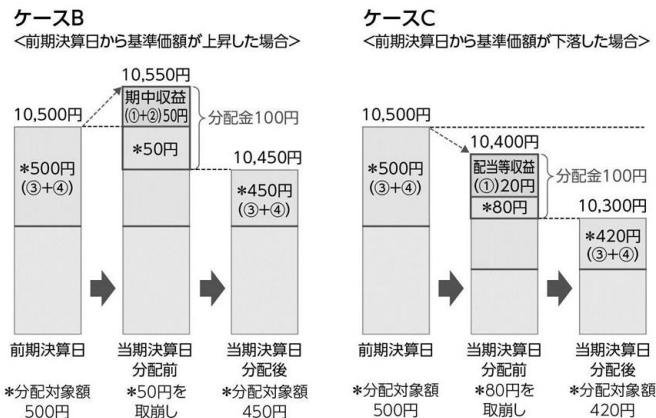 ケースB
<前期決算日から基準価額が上昇した場合>
10,550円
10,500円
期中収益
(①+②)50円
分配金100円
*500円
(③+④)
*50円
10,450円
*450円
(③+④)
前期決算日
当期決算日
分配前
当期決算日
分配後
*分配対象額
500円
*50円を
取崩し
*分配対象額
450円
ケースC
<前期決算日から基準価額が下落した場合>
10,500円
10,400円
*500円
(③+④)
配当等収益
(①)20円
分配金100円
*80円
10,300円
*420円
(③+④)
前期決算日
当期決算日
分配前
当期決算日
分配後
*分配対象額
500円
*80円を
取崩し
*分配対象額
420円